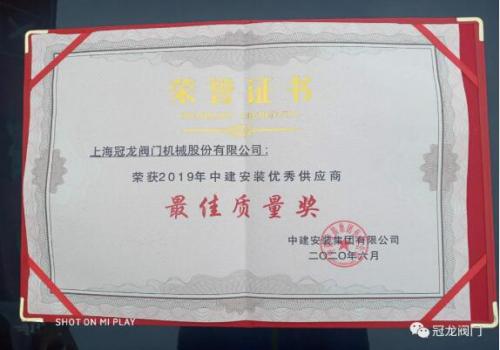 荣誉证书
上海冠龙阀门机械股份有限公司:
荣获2019年中建安装优秀供应商
最佳质量奖
中建安装集团有限公司
二〇二〇年六月
SHOT ON MI PLAY
冠龙阀门